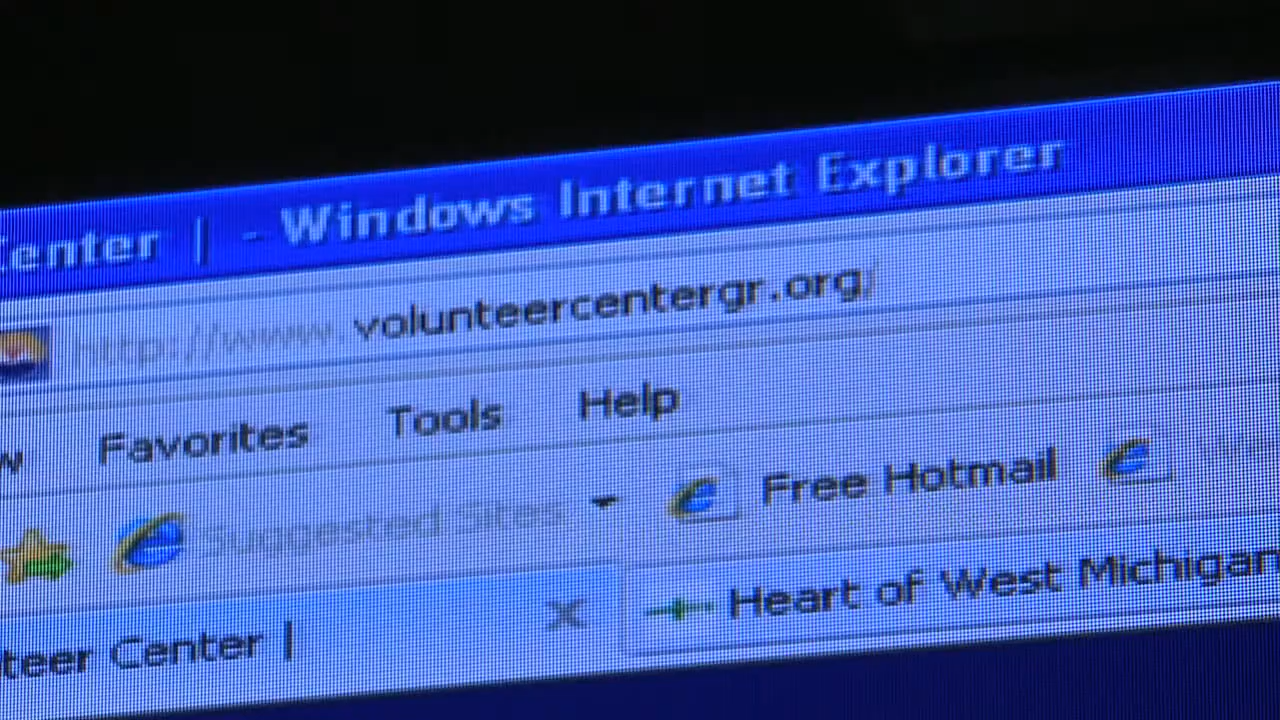 Center | - Windows Internet Explorer
http://www.volunteercentergr.org/
w Favorites Tools Help
Suggested Sites Free Hotmail
teer Center | Heart of West Michigan